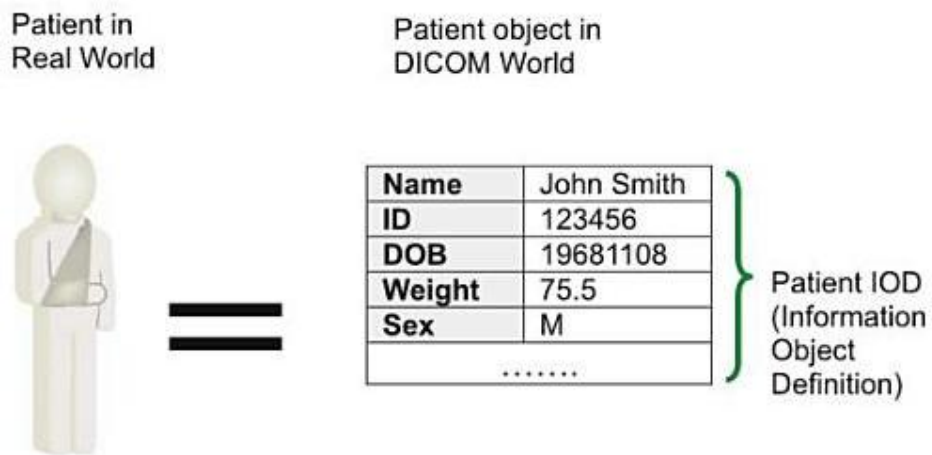 Patient in
Real World
Patient object in
DICOM World
Name John Smith
ID 123456
DOB 19681108
Weight 75.5
Sex M
.......
Patient IOD
(Information
Object
Definition)